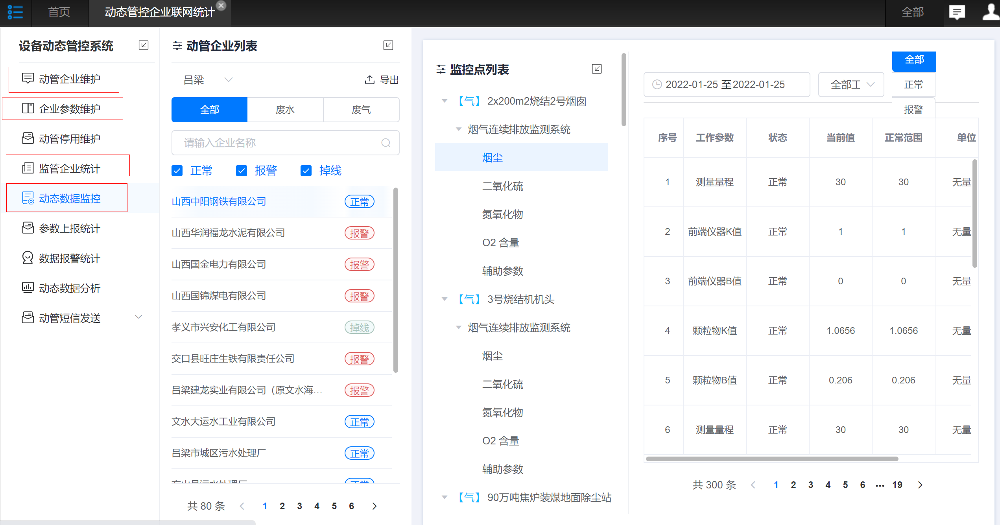 首页
动态管控企业联网统计
全部
设备动态管控系统
动管企业维护
企业参数维护
动管停用维护
监管企业统计
动态数据监控
参数上报统计
数据报警统计
动态数据分析
动管短信发送
动管企业列表
吕梁
导出
全部 废水 废气
请输入企业名称
正常 报警 掉线
山西中阳钢铁有限公司 正常
山西华润福龙水泥有限公司 报警
山西国金电力有限公司 报警
山西国锦煤电有限公司 报警
孝义市兴安化工有限公司 掉线
交口县旺庄生铁有限责任公司 报警
吕梁建龙实业有限公司（原文水海… 报警
文水大运水工业有限公司 正常
吕梁市城区污水处理厂 正常
方山县污水处理厂 正常
共 80 条 1 2 3 4 5 6
监控点列表
【气】 2x200m2烧结2号烟囱
烟气连续排放监测系统
烟尘
二氧化硫
氮氧化物
O2 含量
辅助参数
【气】 3号烧结机机头
烟气连续排放监测系统
烟尘
二氧化硫
氮氧化物
O2 含量
辅助参数
【气】 90万吨焦炉装煤地面除尘站
2022-01-25 至2022-01-25
全部工
全部
正常
报警
序号 工作参数 状态 当前值 正常范围 单位
1 测量量程 正常 30 30 无量
2 前端仪器K值 正常 1 1 无量
3 前端仪器B值 正常 0 0 无量
4 颗粒物K值 正常 1.0656 1.0656 无量
5 颗粒物B值 正常 0.206 0.206 无量
6 测量量程 正常 30 30 无量
共 300 条 1 2 3 4 5 6 ••• 19